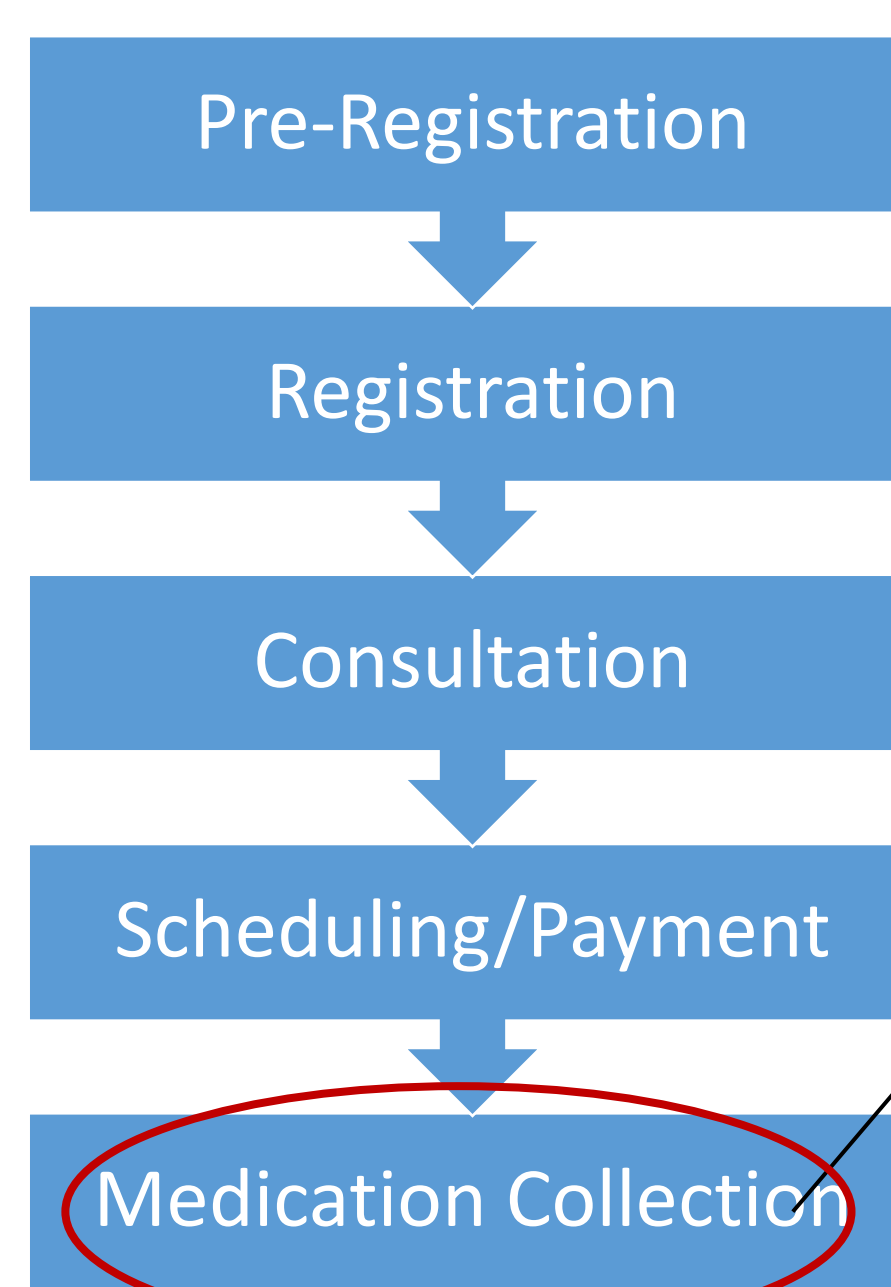 Pre-Registration
Registration
Consultation
Scheduling/Payment
Medication Collection